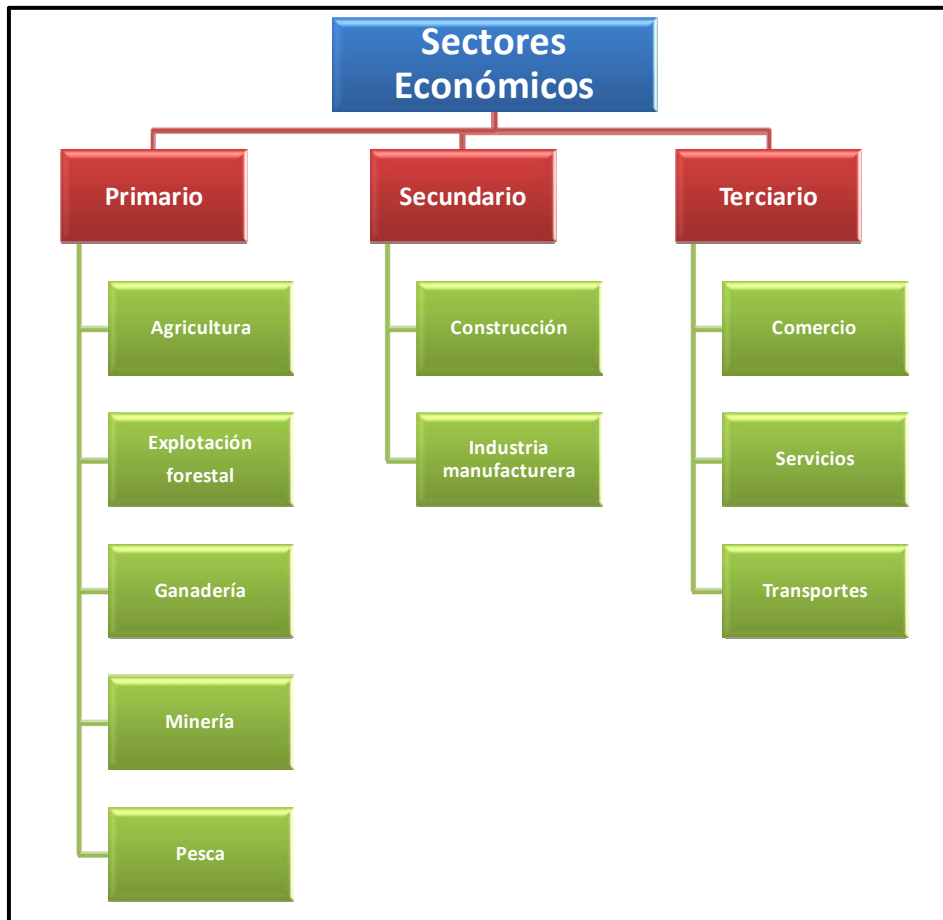 Sectores
Económicos
Primario
Secundario
Terciario
Agricultura
Construcción
Comercio
Explotación
forestal
Industria
manufacturera
Servicios
Ganadería
Transportes
Minería
Pesca